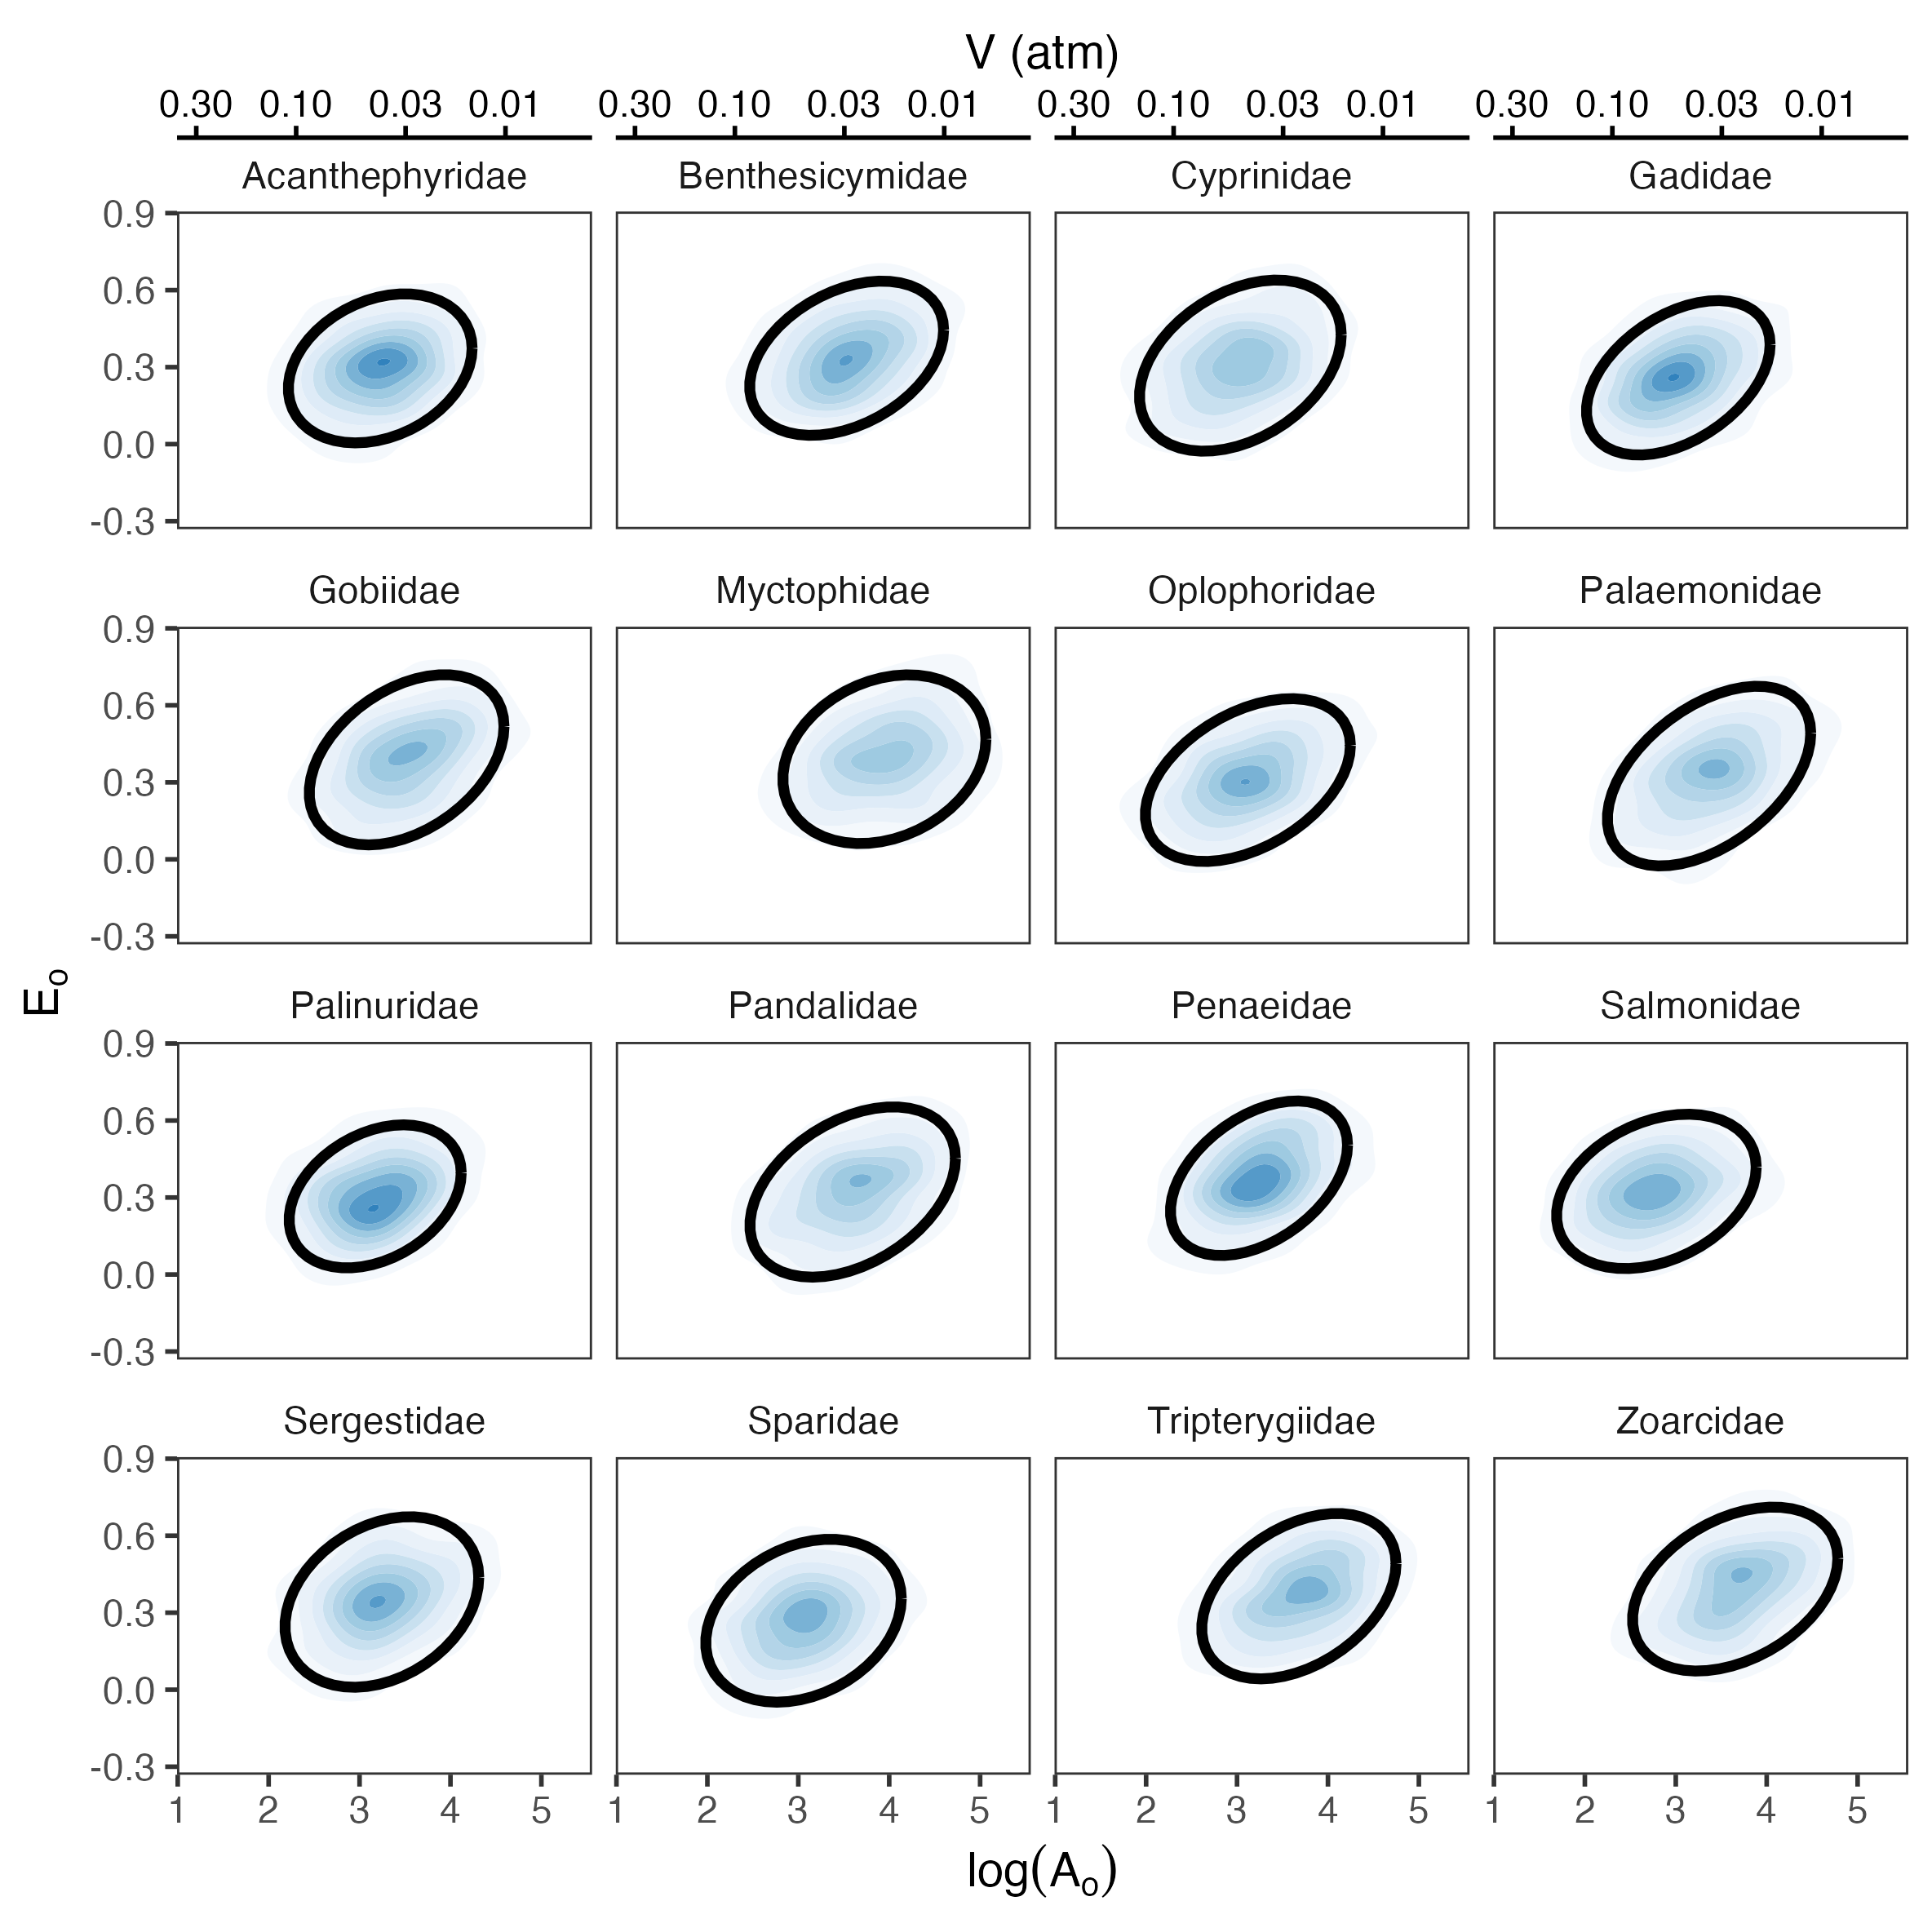 V (atm)
0.30 0.10 0.03 0.01 0.30 0.10 0.03 0.01 0.30 0.10 0.03 0.01 0.30 0.10 0.03 0.01
Acanthephyridae Benthesicymidae Cyprinidae Gadidae
0.9
0.6
0.3
0.0
-0.3
Gobiidae Myctophidae Oplophoridae Palaemonidae
0.9
0.6
0.3
0.0
-0.3
Eo
Palinuridae Pandalidae Penaeidae Salmonidae
0.9
0.6
0.3
0.0
-0.3
Sergestidae Sparidae Tripterygiidae Zoarcidae
0.9
0.6
0.3
0.0
-0.3
1 2 3 4 5 1 2 3 4 5 1 2 3 4 5 1 2 3 4 5
log(Ao)